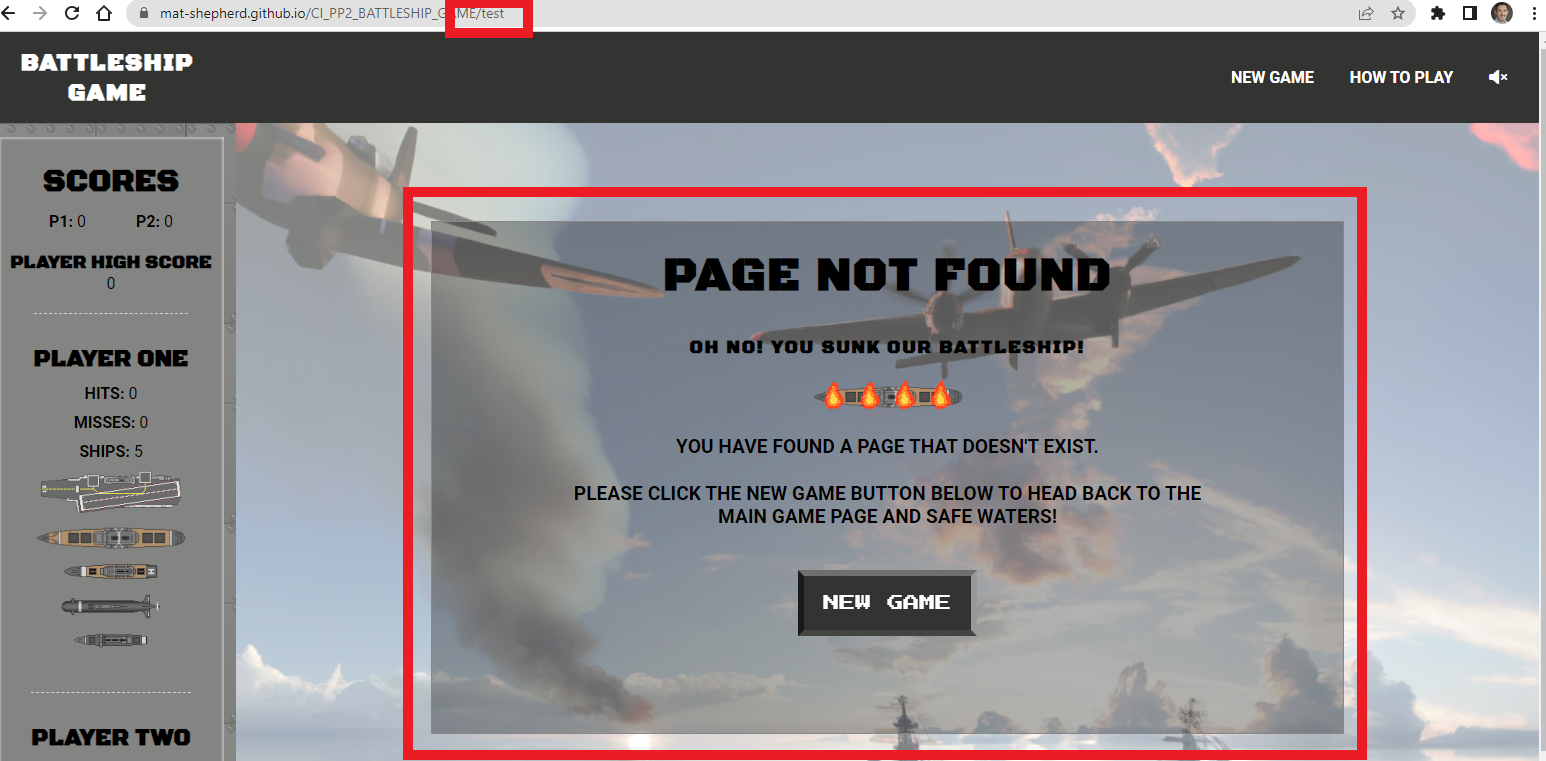 mat-shepherd.github.io/CI_PP2_BATTLESHIP_GAME/test
BATTLESHIP
GAME
NEW GAME
HOW TO PLAY
SCORES
P1: 0
P2: 0
PLAYER HIGH SCORE
0
PLAYER ONE
HITS: 0
MISSES: 0
SHIPS: 5
PLAYER TWO
PAGE NOT FOUND
OH NO! YOU SUNK OUR BATTLESHIP!
YOU HAVE FOUND A PAGE THAT DOESN'T EXIST.
PLEASE CLICK THE NEW GAME BUTTON BELOW TO HEAD BACK TO THE
MAIN GAME PAGE AND SAFE WATERS!
NEW GAME